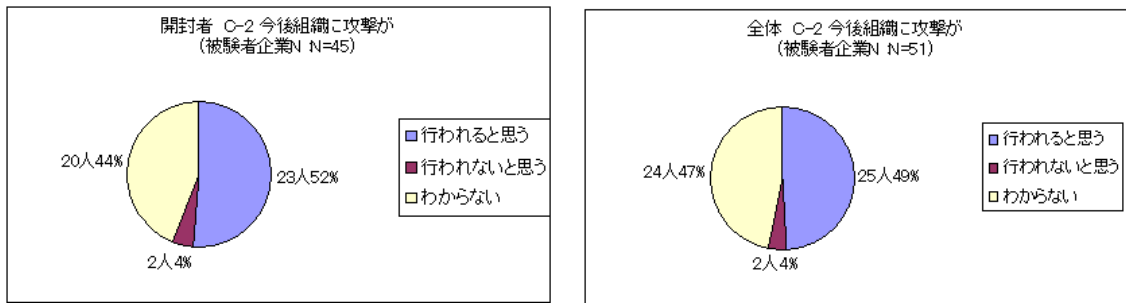 開封者 C-2 今後組織に攻撃が
(被験者企業N N=45)
20人44%
23人52%
2人4%
行われると思う
行われないと思う
わからない
全体 C-2 今後組織に攻撃が
(被験者企業N N=51)
24人47%
25人49%
2人4%
行われると思う
行われないと思う
わからない